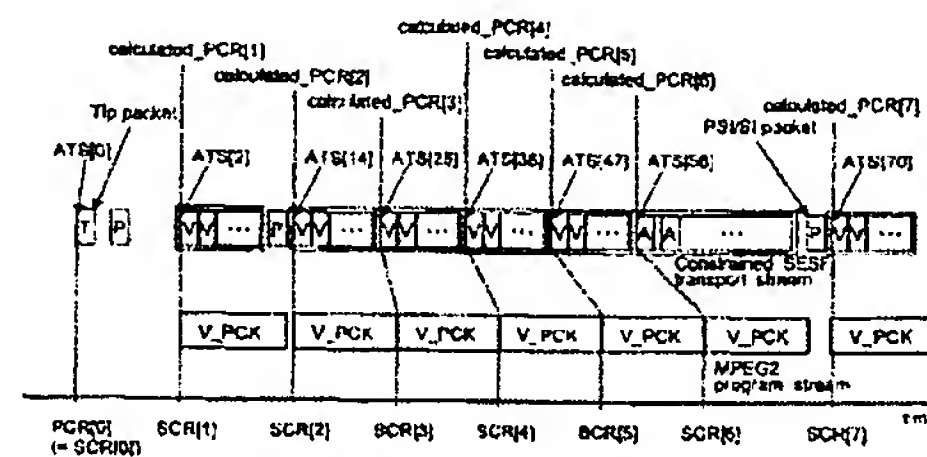 calculated_PCR[4]
calculated_PCR[1]
calculated_PCR[5]
calculated_PCR[2]
calculated_PCR[6]
calculated_PCR[3]
calculated_PCR[7]
Tip packet
PSI/SI packet
ATS[0]
ATS[2]
ATS[14]
ATS[25]
ATS[36]
ATS[47]
ATS[58]
ATS[70]
T P V V ... P V V ... V V ... V V ... V V ... A A ... P V V ...
Constrained SESF
transport stream
V_PCK V_PCK V_PCK V_PCK V_PCK V_PCK V_PCK
MPEG2
program stream
PCR[0]
(= SCR[0])
SCR[1]
SCR[2]
SCR[3]
SCR[4]
SCR[5]
SCR[6]
SCR[7]